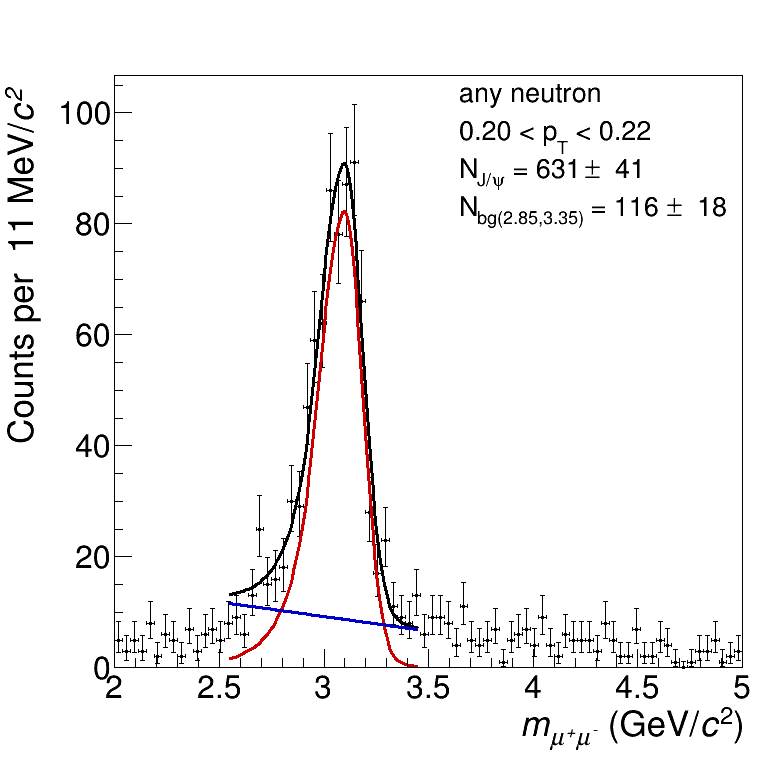 any neutron
0.20 < p_T < 0.22
N_J/ψ = 631 ± 41
N_bg(2.85,3.35) = 116 ± 18
Counts per 11 MeV/c²
100
80
60
40
20
0
2 2.5 3 3.5 4 4.5 5
m_μ⁺μ⁻ (GeV/c²)